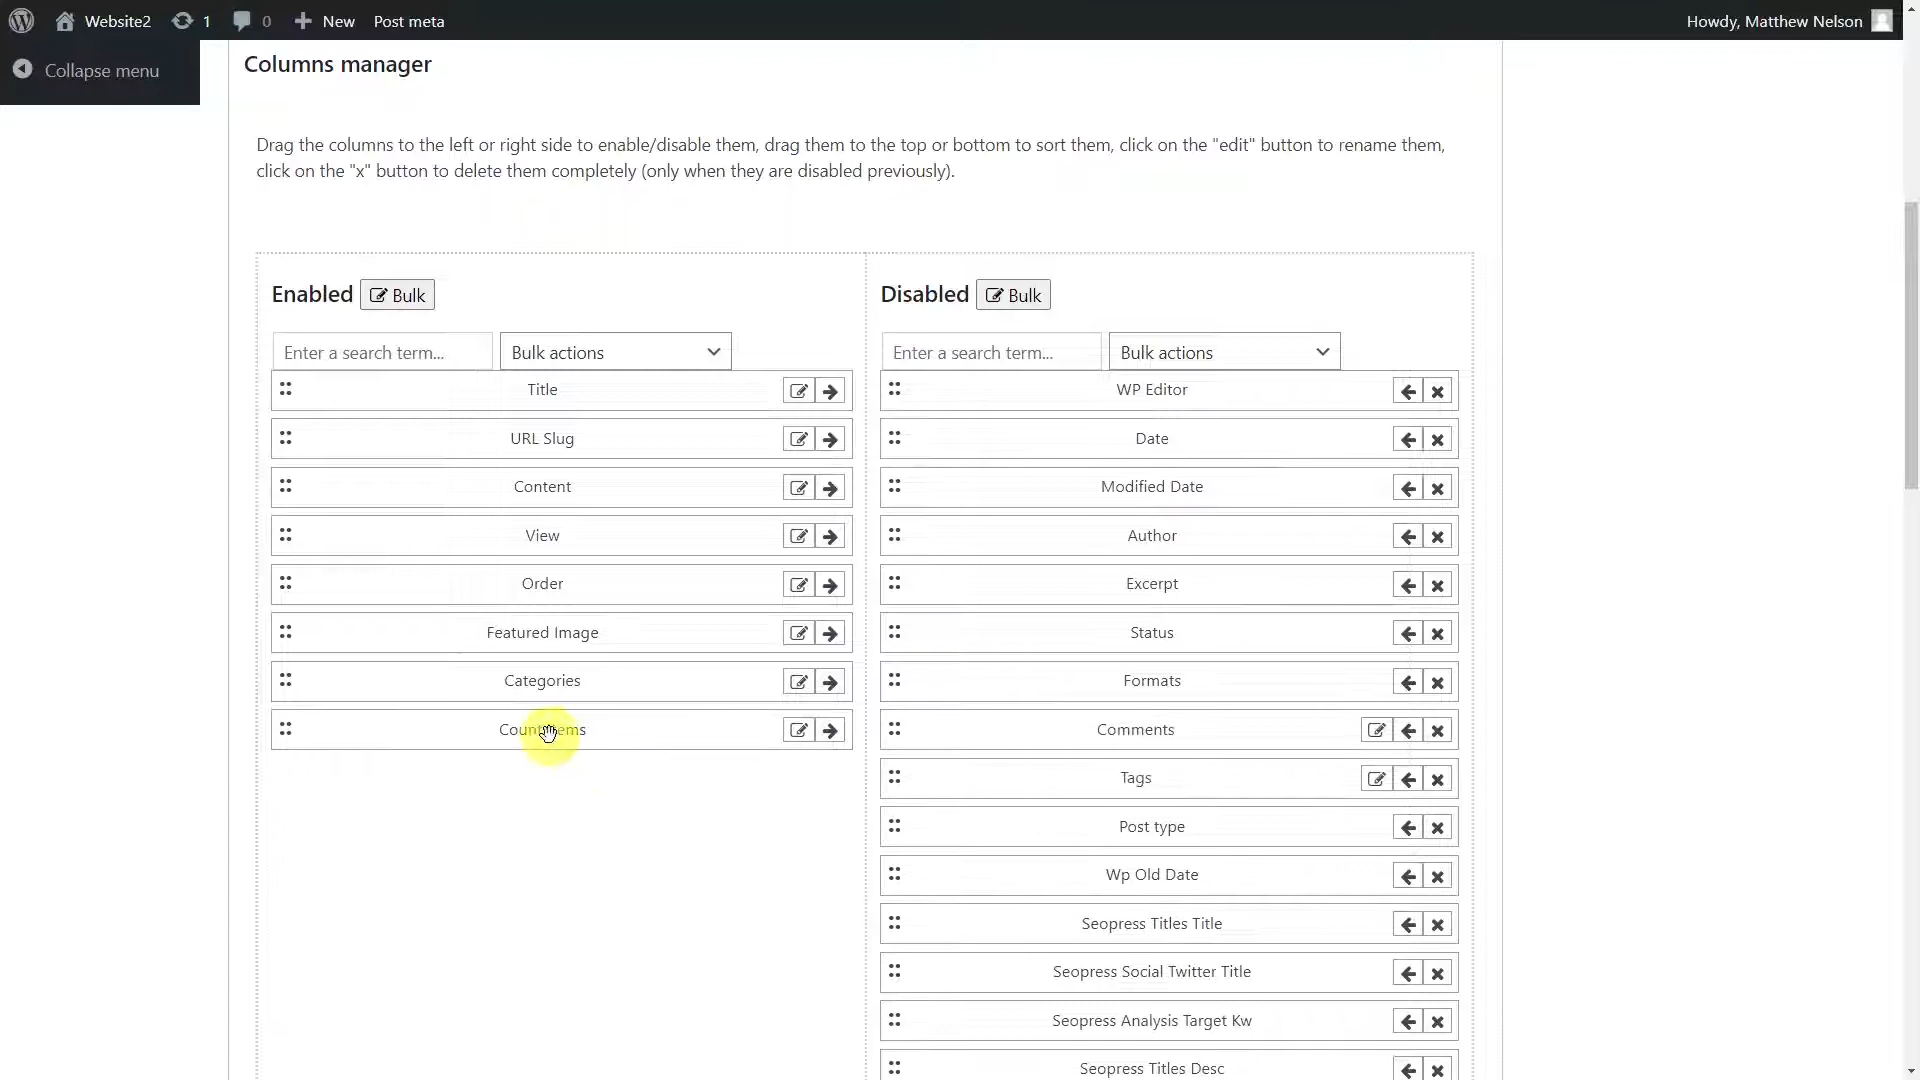 Website2 1 0 New Post meta Howdy, Matthew Nelson
Collapse menu
Columns manager
Drag the columns to the left or right side to enable/disable them, drag them to the top or bottom to sort them, click on the "edit" button to rename them,
click on the "x" button to delete them completely (only when they are disabled previously).
Enabled Bulk
Enter a search term... Bulk actions
Title
URL Slug
Content
View
Order
Featured Image
Categories
Disabled Bulk
Enter a search term... Bulk actions
WP Editor
Date
Modified Date
Author
Excerpt
Status
Formats
Comments
Tags
Post type
Wp Old Date
Seopress Titles Title
Seopress Social Twitter Title
Seopress Analysis Target Kw
Seopress Titles Desc